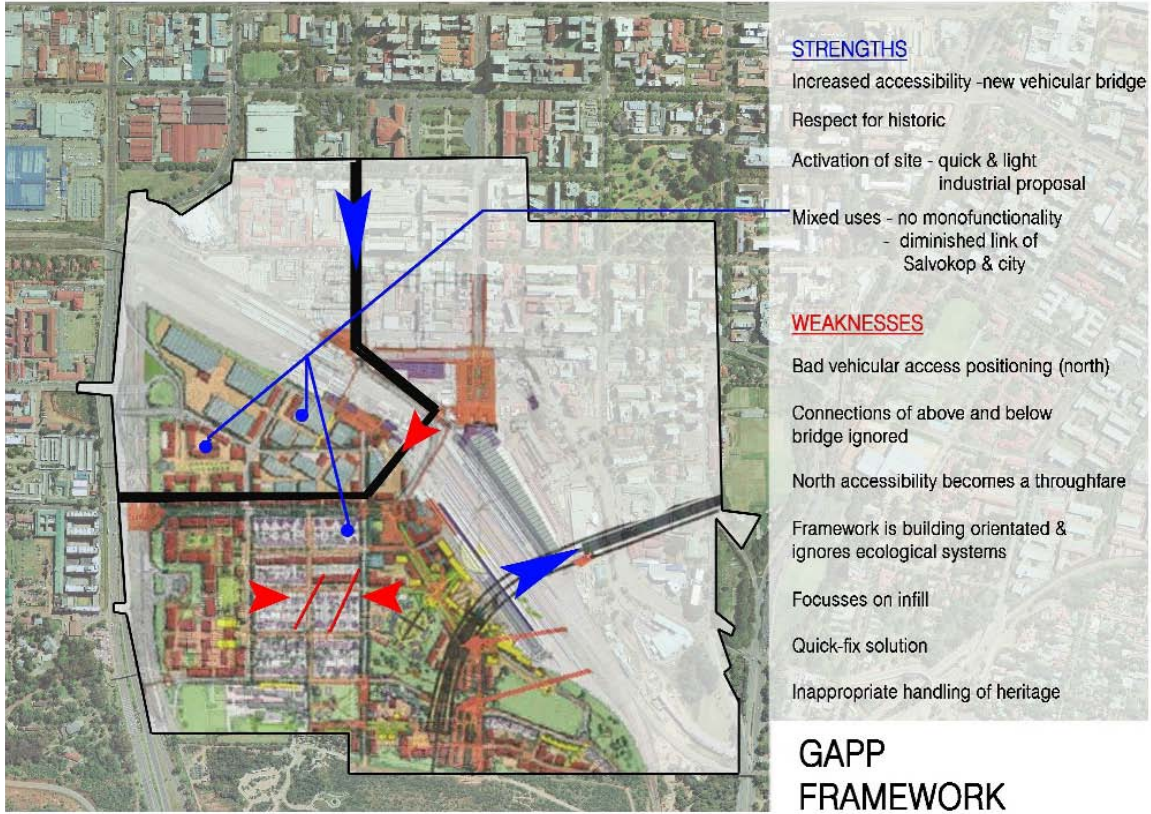 STRENGTHS
Increased accessibility -new vehicular bridge
Respect for historic
Activation of site - quick & light
industrial proposal
Mixed uses - no monofunctionality
- diminished link of
Salvokop & city
WEAKNESSES
Bad vehicular access positioning (north)
Connections of above and below
bridge ignored
North accessibility becomes a throughfare
Framework is building orientated &
ignores ecological systems
Focusses on infill
Quick-fix solution
Inappropriate handling of heritage
GAPP
FRAMEWORK